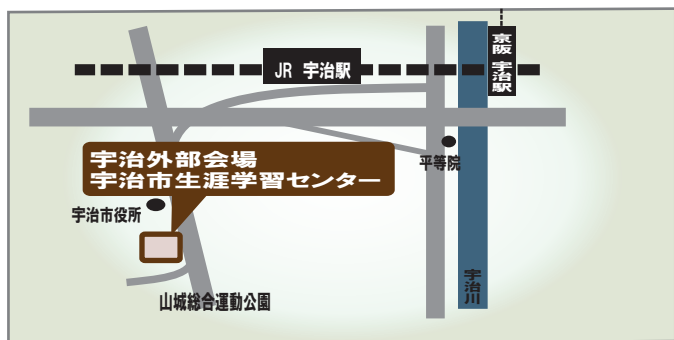 JR 宇治駅
京阪 宇治駅
宇治外部会場
宇治市生涯学習センター
平等院
宇治市役所
宇治川
山城総合運動公園